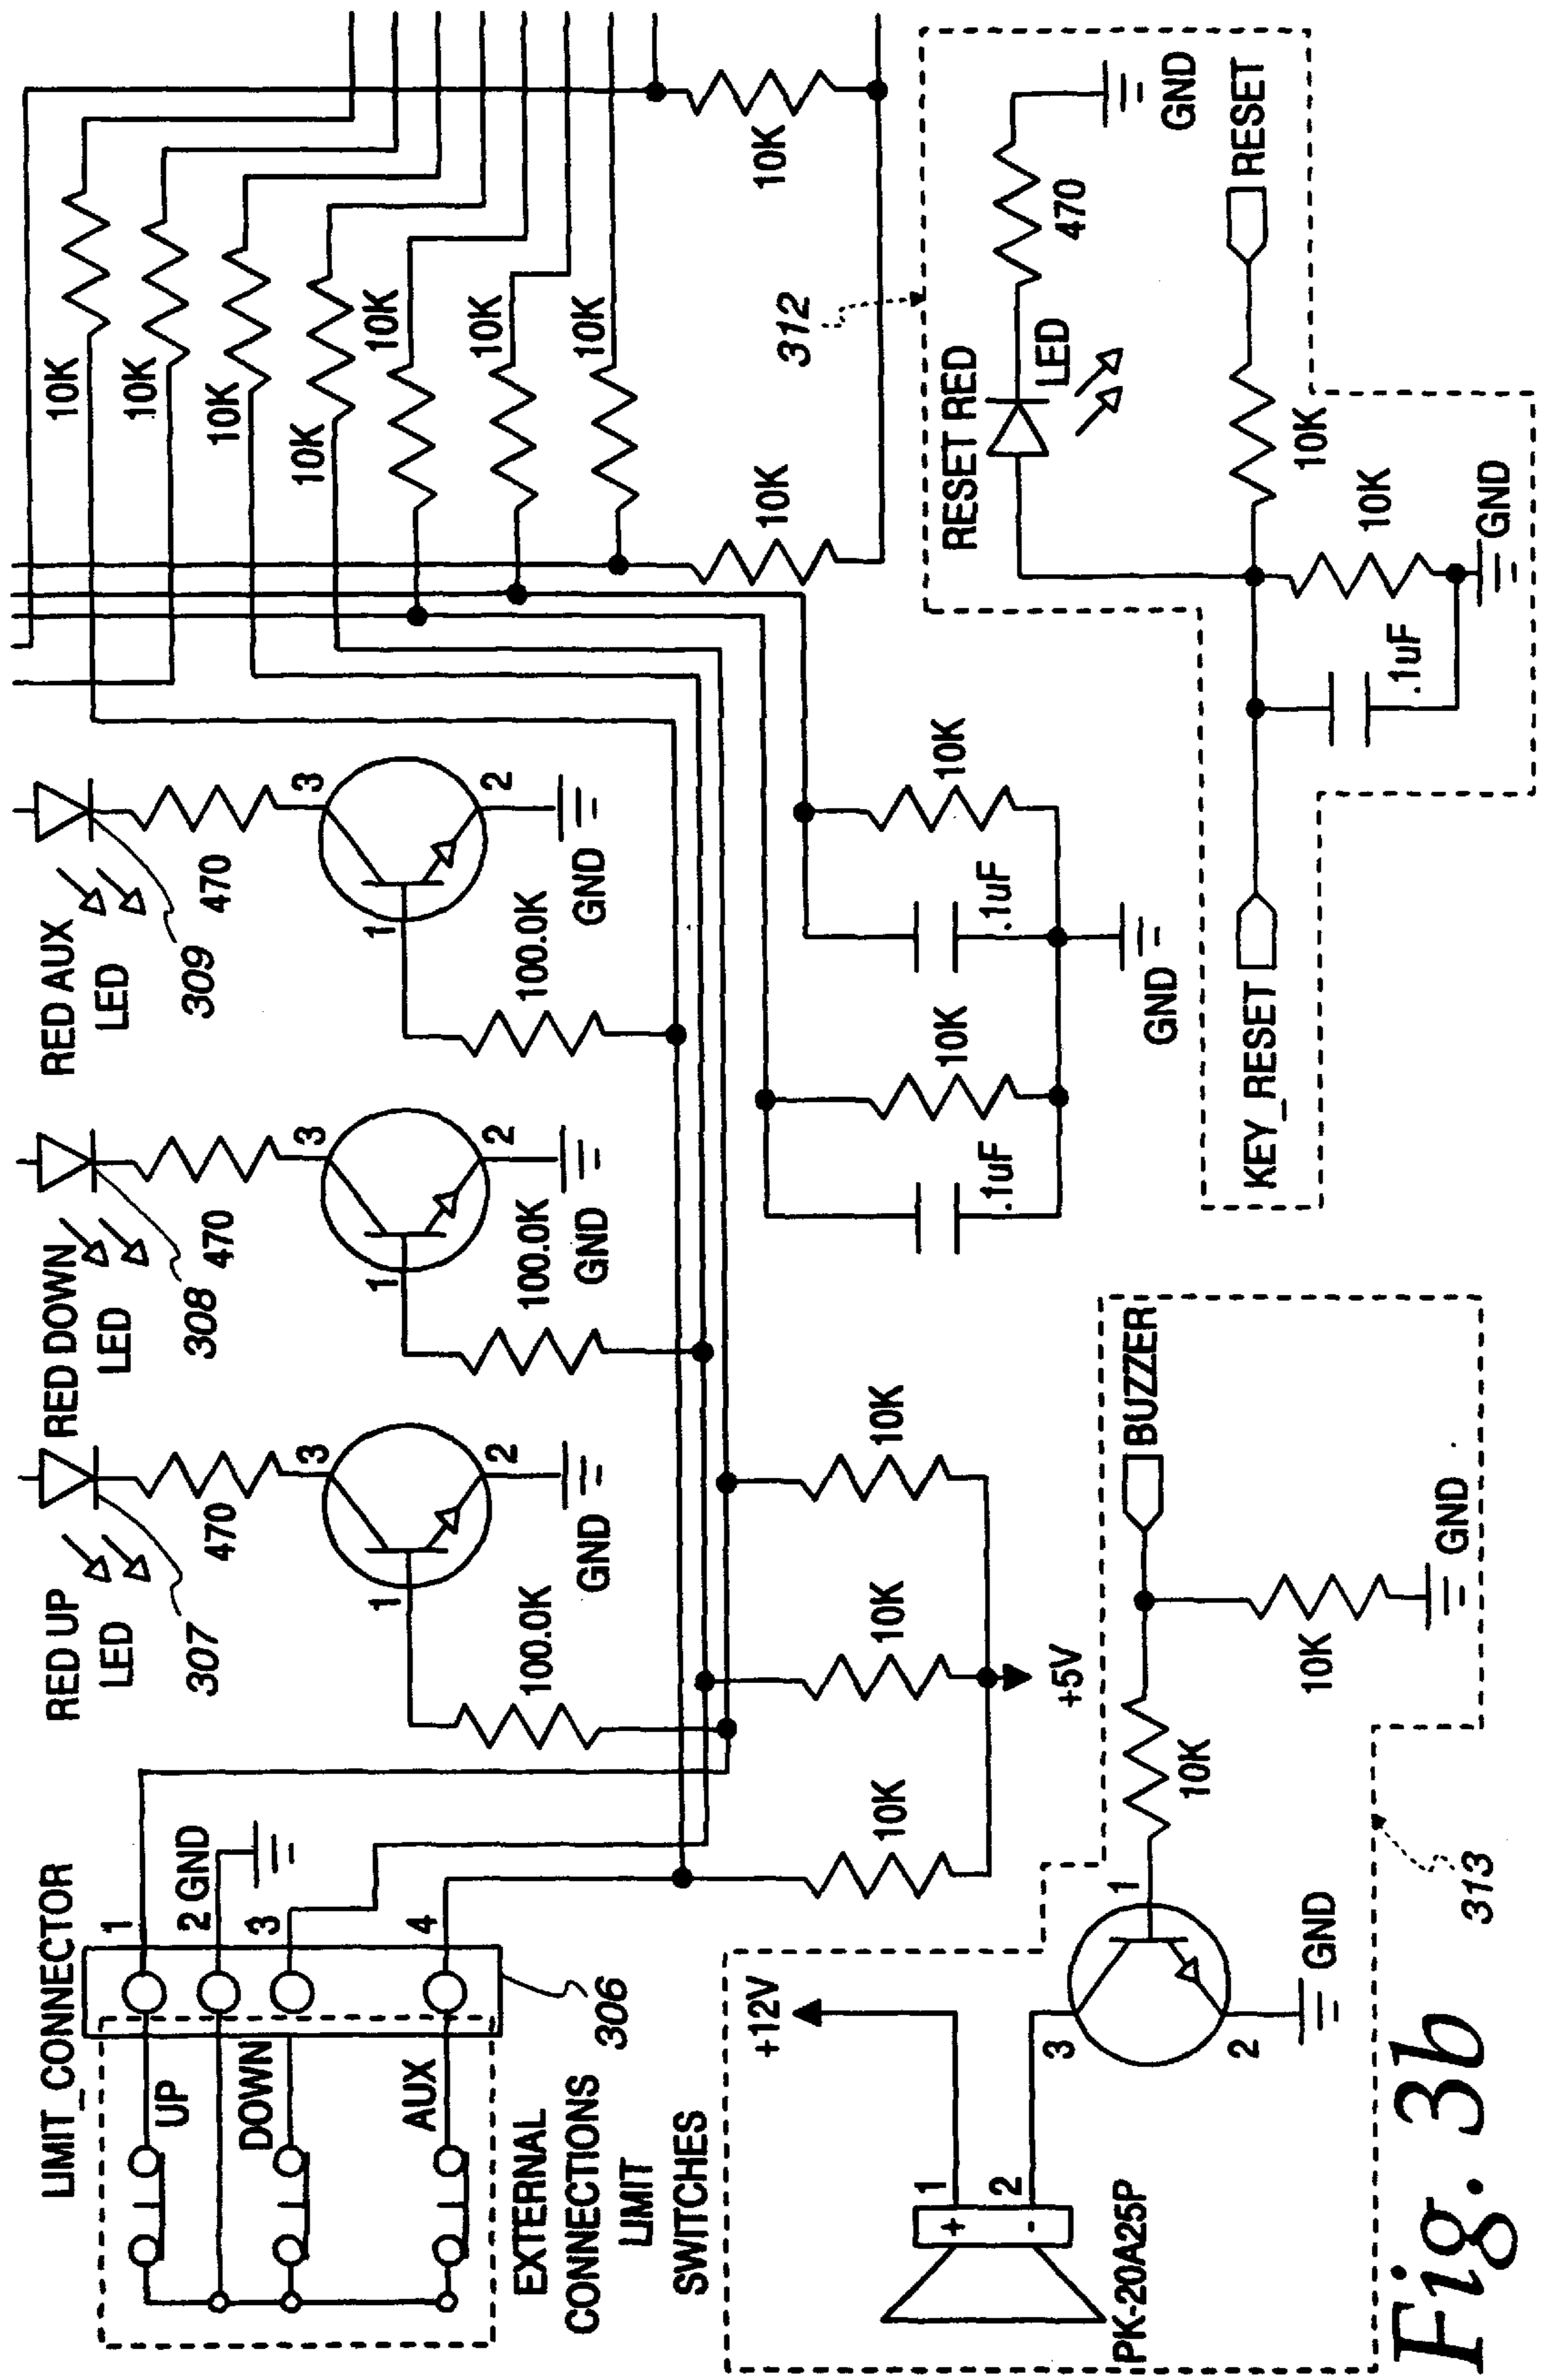 LIMIT_CONNECTOR
1
2 GND
3
4
UP
DOWN
AUX
306
EXTERNAL
CONNECTIONS
LIMIT
SWITCHES
RED UP
LED
307
470
3
1
2
GND
100.0K
RED DOWN
LED
308
470
3
1
2
GND
100.0K
RED AUX
LED
309
470
3
1
2
GND
100.0K
10K
10K
10K
10K
10K
10K
10K
10K
10K
10K
10K
10K
+5V
.1uF
10K
.1uF
10K
GND
+12V
1
2
+
-
PK-20A25P
3
1
2
GND
10K
10K
GND
BUZZER
313
312
RESET RED
LED
470
GND
KEY_RESET
.1uF
10K
GND
10K
RESET
Fig. 3b